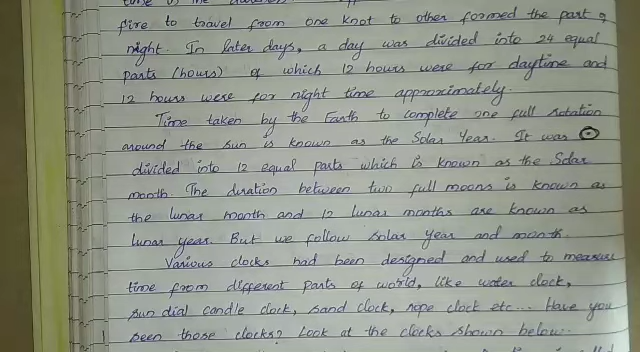 fire to travel from one knot to other formed the part of
night. In later days, a day was divided into 24 equal
parts (hours) of which 12 hours were for daytime and
12 hours were for night time approximately.
Time taken by the Earth to complete one full rotation
around the sun is known as the Solar Year. It was
divided into 12 equal parts which is known as the Solar
month. The duration between two full moons is known as
the lunar month and 12 lunar months are known as
lunar year. But we follow solar year and month.
Various clocks had been designed and used to measure
time from different parts of world, like water clock,
sun dial candle clock, sand clock, rope clock etc... Have you
seen those clocks? Look at the clocks shown below.